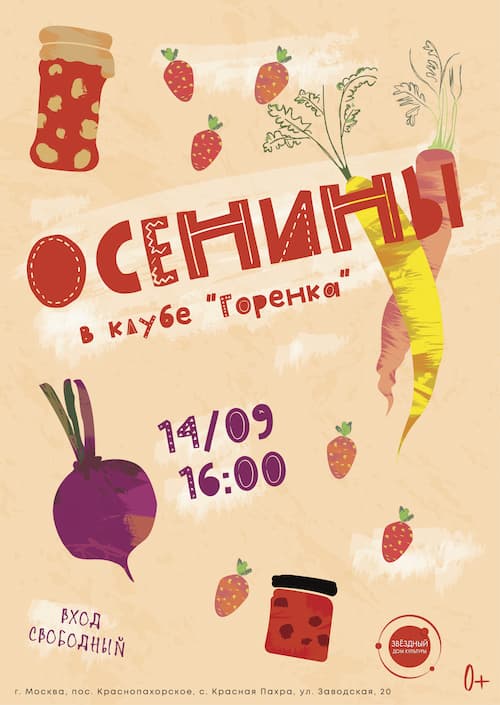 ОСЕНИНЫ
в клубе "Горенка"
14/09
16:00
ВХОД
СВОБОДНЫЙ
ЗВЁЗДНЫЙ
ДОМ КУЛЬТУРЫ
0+
г. Москва, пос. Краснопахорское, с. Красная Пахра, ул. Заводская, 20